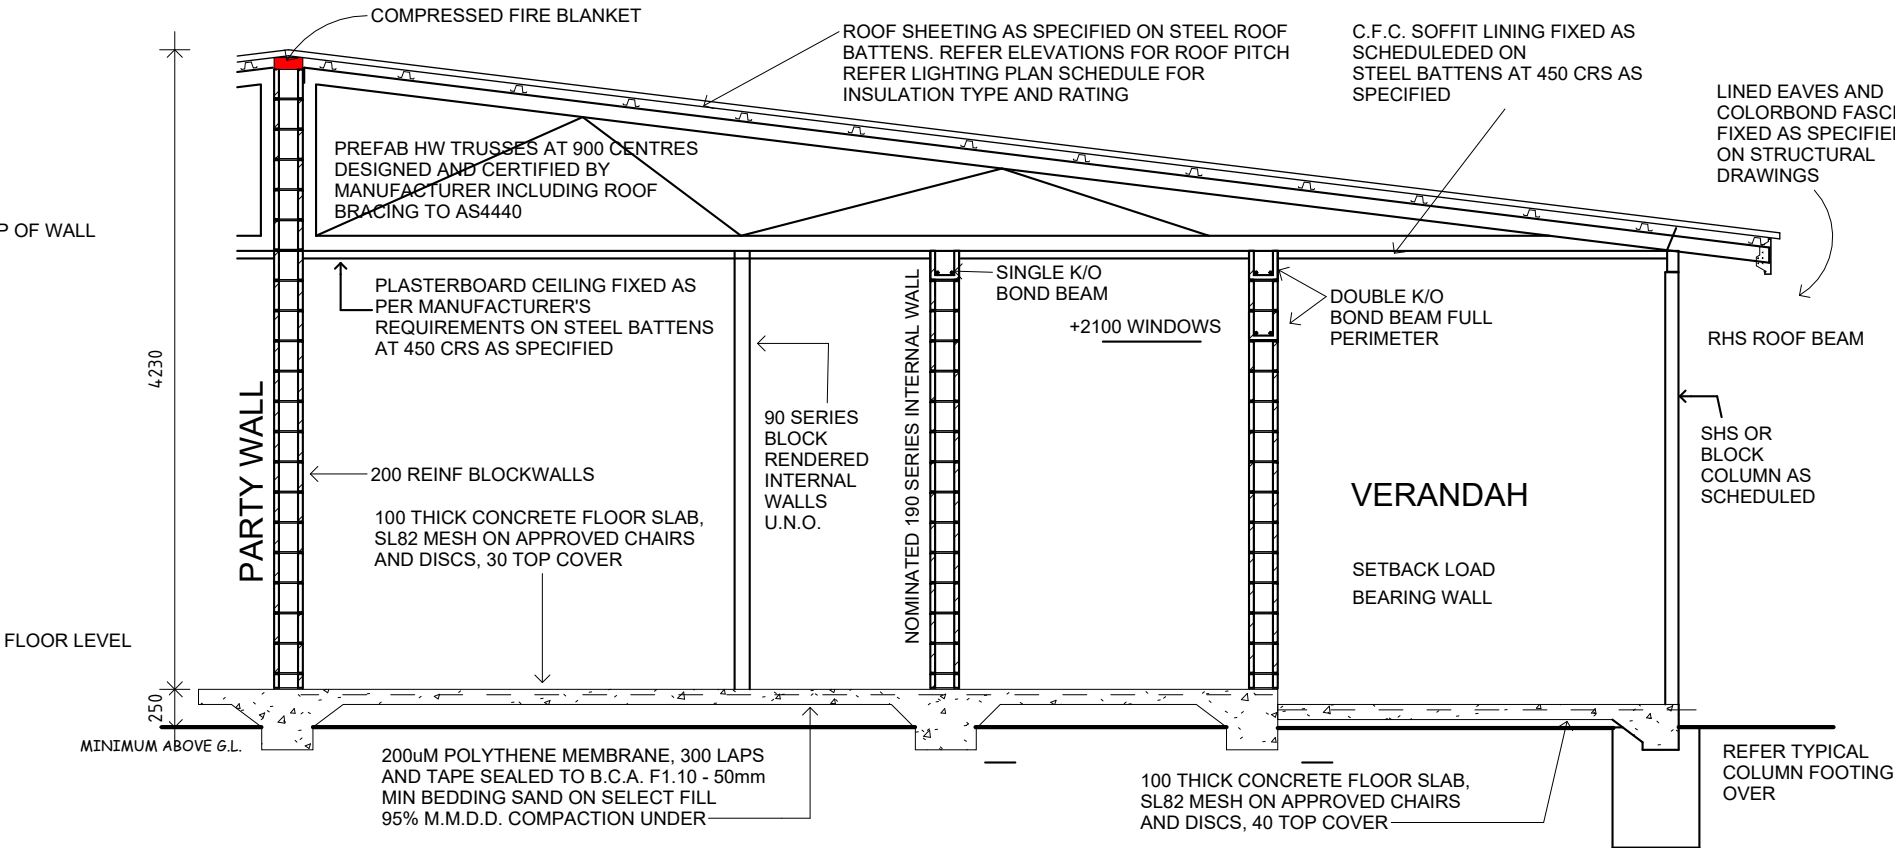 COMPRESSED FIRE BLANKET
ROOF SHEETING AS SPECIFIED ON STEEL ROOF
BATTENS. REFER ELEVATIONS FOR ROOF PITCH
REFER LIGHTING PLAN SCHEDULE FOR
INSULATION TYPE AND RATING
C.F.C. SOFFIT LINING FIXED AS
SCHEDULEDED ON
STEEL BATTENS AT 450 CRS AS
SPECIFIED
LINED EAVES AND
COLORBOND FASCI
FIXED AS SPECIFIE
ON STRUCTURAL
DRAWINGS
PREFAB HW TRUSSES AT 900 CENTRES
DESIGNED AND CERTIFIED BY
MANUFACTURER INCLUDING ROOF
BRACING TO AS4440
P OF WALL
PLASTERBOARD CEILING FIXED AS
PER MANUFACTURER'S
REQUIREMENTS ON STEEL BATTENS
AT 450 CRS AS SPECIFIED
SINGLE K/O
BOND BEAM
+2100 WINDOWS
DOUBLE K/O
BOND BEAM FULL
PERIMETER
RHS ROOF BEAM
4230
PARTY WALL
90 SERIES
BLOCK
RENDERED
INTERNAL
WALLS
U.N.O.
NOMINATED 190 SERIES INTERNAL WALL
SHS OR
BLOCK
COLUMN AS
SCHEDULED
200 REINF BLOCKWALLS
VERANDAH
100 THICK CONCRETE FLOOR SLAB,
SL82 MESH ON APPROVED CHAIRS
AND DISCS, 30 TOP COVER
SETBACK LOAD
BEARING WALL
FLOOR LEVEL
250
MINIMUM ABOVE G.L.
200uM POLYTHENE MEMBRANE, 300 LAPS
AND TAPE SEALED TO B.C.A. F1.10 - 50mm
MIN BEDDING SAND ON SELECT FILL
95% M.M.D.D. COMPACTION UNDER
100 THICK CONCRETE FLOOR SLAB,
SL82 MESH ON APPROVED CHAIRS
AND DISCS, 40 TOP COVER
REFER TYPICAL
COLUMN FOOTING
OVER